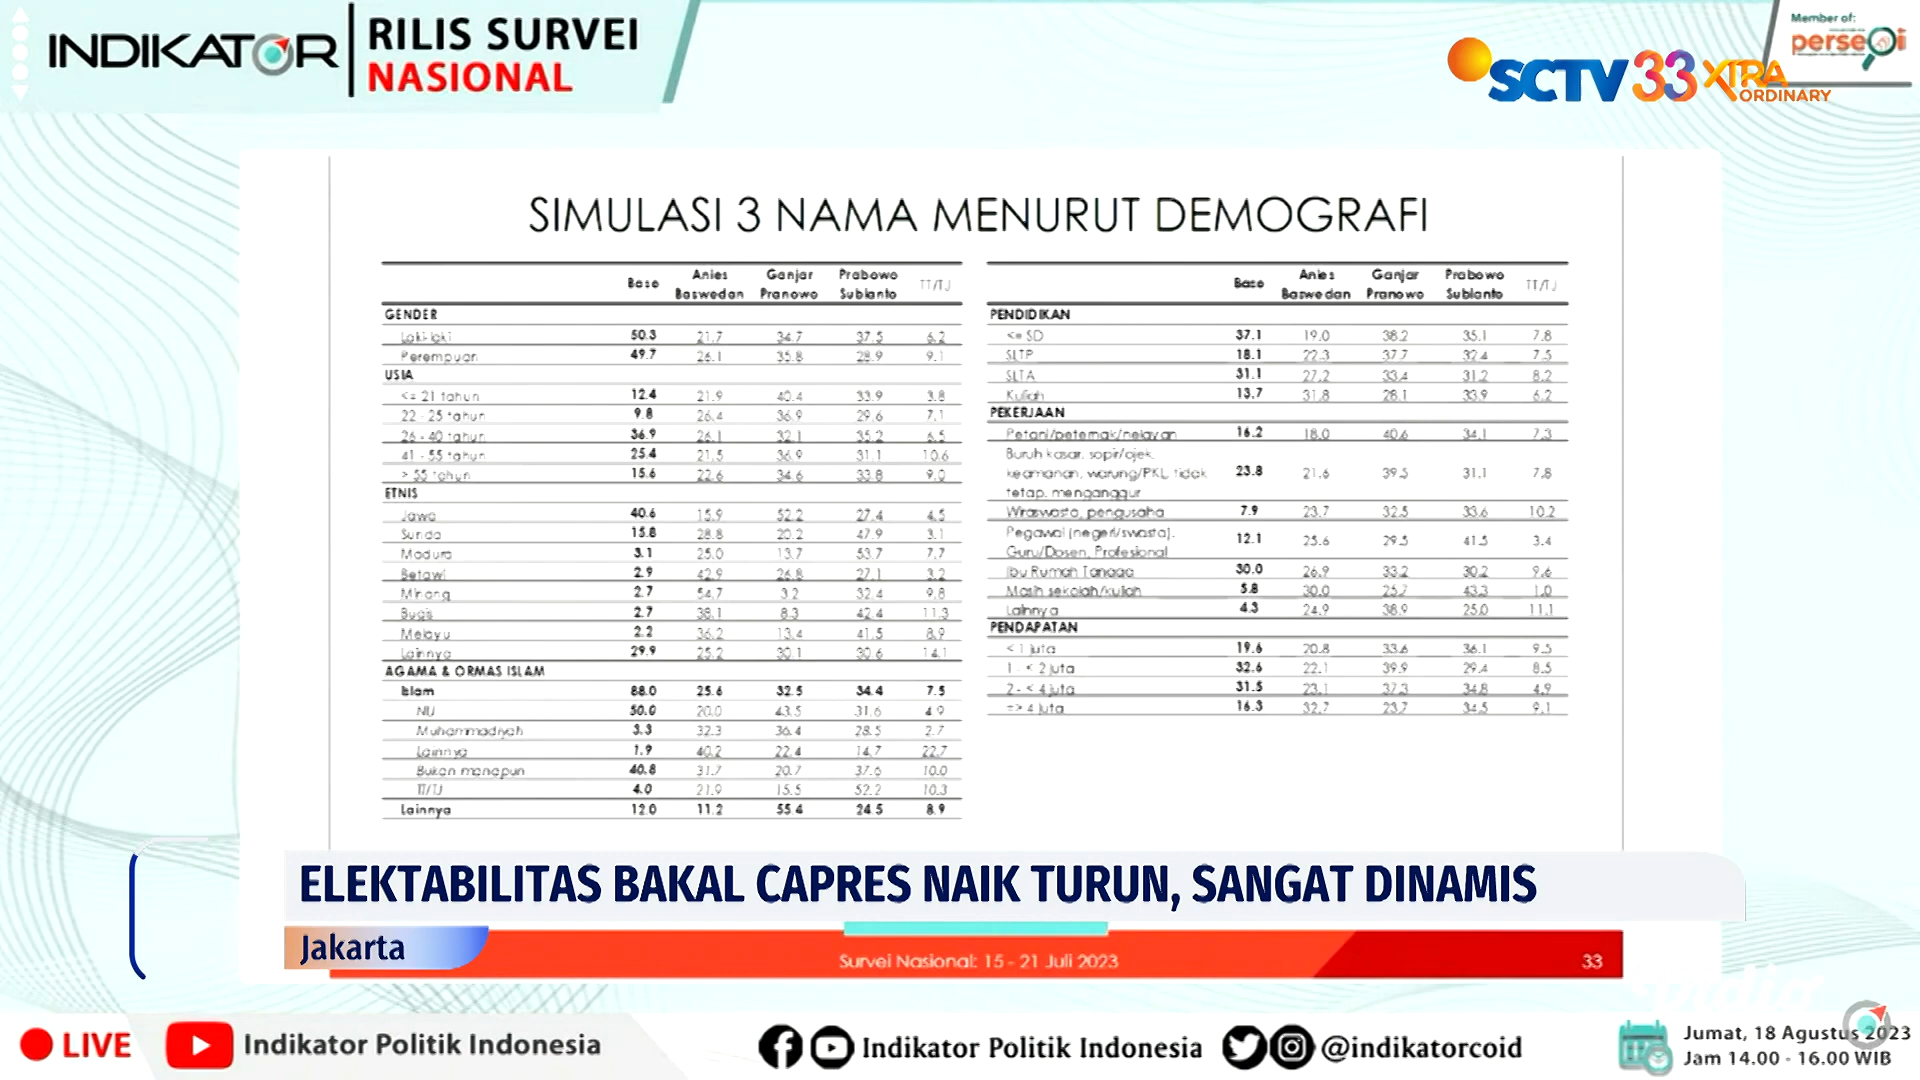 INDIKATOR
RILIS SURVEI
NASIONAL
Member of:
persepi
SCTV 33 XTRA
ORDINARY
SIMULASI 3 NAMA MENURUT DEMOGRAFI
Base Anies Baswedan Ganjar Pranowo Prabowo Subianto TT/TJ
GENDER
Laki-laki 50.3 21.7 34.7 37.5 6.2
Perempuan 49.7 26.1 35.8 28.9 9.1
USIA
<= 21 tahun 12.4 21.9 40.4 33.9 3.8
22 - 25 tahun 9.8 26.4 36.9 29.6 7.1
26 - 40 tahun 36.9 26.1 32.1 35.2 6.5
41 - 55 tahun 25.4 21.5 36.9 31.1 10.6
> 55 tahun 15.6 22.6 34.6 33.8 9.0
ETNIS
Jawa 40.6 15.9 52.2 27.4 4.5
Sunda 15.8 28.8 20.2 47.9 3.1
Madura 3.1 25.0 13.7 53.7 7.7
Betawi 2.9 42.9 26.8 27.1 3.2
Minang 2.7 54.7 3.2 32.4 9.8
Bugis 2.7 38.1 8.3 42.4 11.3
Melayu 2.2 36.2 13.4 41.5 8.9
Lainnya 29.9 25.2 30.1 30.6 14.1
AGAMA & ORMAS ISLAM
Islam 88.0 25.6 32.5 34.4 7.5
NU 50.0 20.0 43.5 31.6 4.9
Muhammadiyah 3.3 32.3 36.4 28.5 2.7
Lainnya 1.9 40.2 22.4 14.7 22.7
Bukan manapun 40.8 31.7 20.7 37.6 10.0
TT/TJ 4.0 21.9 15.5 52.2 10.3
Lainnya 12.0 11.2 55.4 24.5 8.9
Base Anies Baswedan Ganjar Pranowo Prabowo Subianto TT/TJ
PENDIDIKAN
<= SD 37.1 19.0 38.2 35.1 7.8
SLTP 18.1 22.3 37.7 32.4 7.5
SLTA 31.1 27.2 33.4 31.2 8.2
Kuliah 13.7 31.8 28.1 33.9 6.2
PEKERJAAN
Petani/peternak/nelayan 16.2 18.0 40.6 34.1 7.3
Buruh kasar, sopir/ojek,
keamanan, warung/PKL, tidak 23.8 21.6 39.5 31.1 7.8
tetap, menganggur
Wiraswasta, pengusaha 7.9 23.7 32.5 33.6 10.2
Pegawai (negeri/swasta),
Guru/Dosen, Profesional 12.1 25.6 29.5 41.5 3.4
Ibu Rumah Tangga 30.0 26.9 33.2 30.2 9.6
Masih sekolah/kuliah 5.8 30.0 25.7 43.3 1.0
Lainnya 4.3 24.9 38.9 25.0 11.1
PENDAPATAN
< 1 juta 19.6 20.8 33.6 36.1 9.5
1 - < 2 juta 32.6 22.1 39.9 29.4 8.5
2 - < 4 juta 31.5 23.1 37.3 34.8 4.9
=> 4 juta 16.3 32.7 23.7 34.5 9.1
ELEKTABILITAS BAKAL CAPRES NAIK TURUN, SANGAT DINAMIS
Jakarta
Survei Nasional: 15 - 21 Juli 2023
33
vidio
LIVE
Indikator Politik Indonesia
Indikator Politik Indonesia
@indikatorcoid
Jumat, 18 Agustus 2023
Jam 14.00 - 16.00 WIB